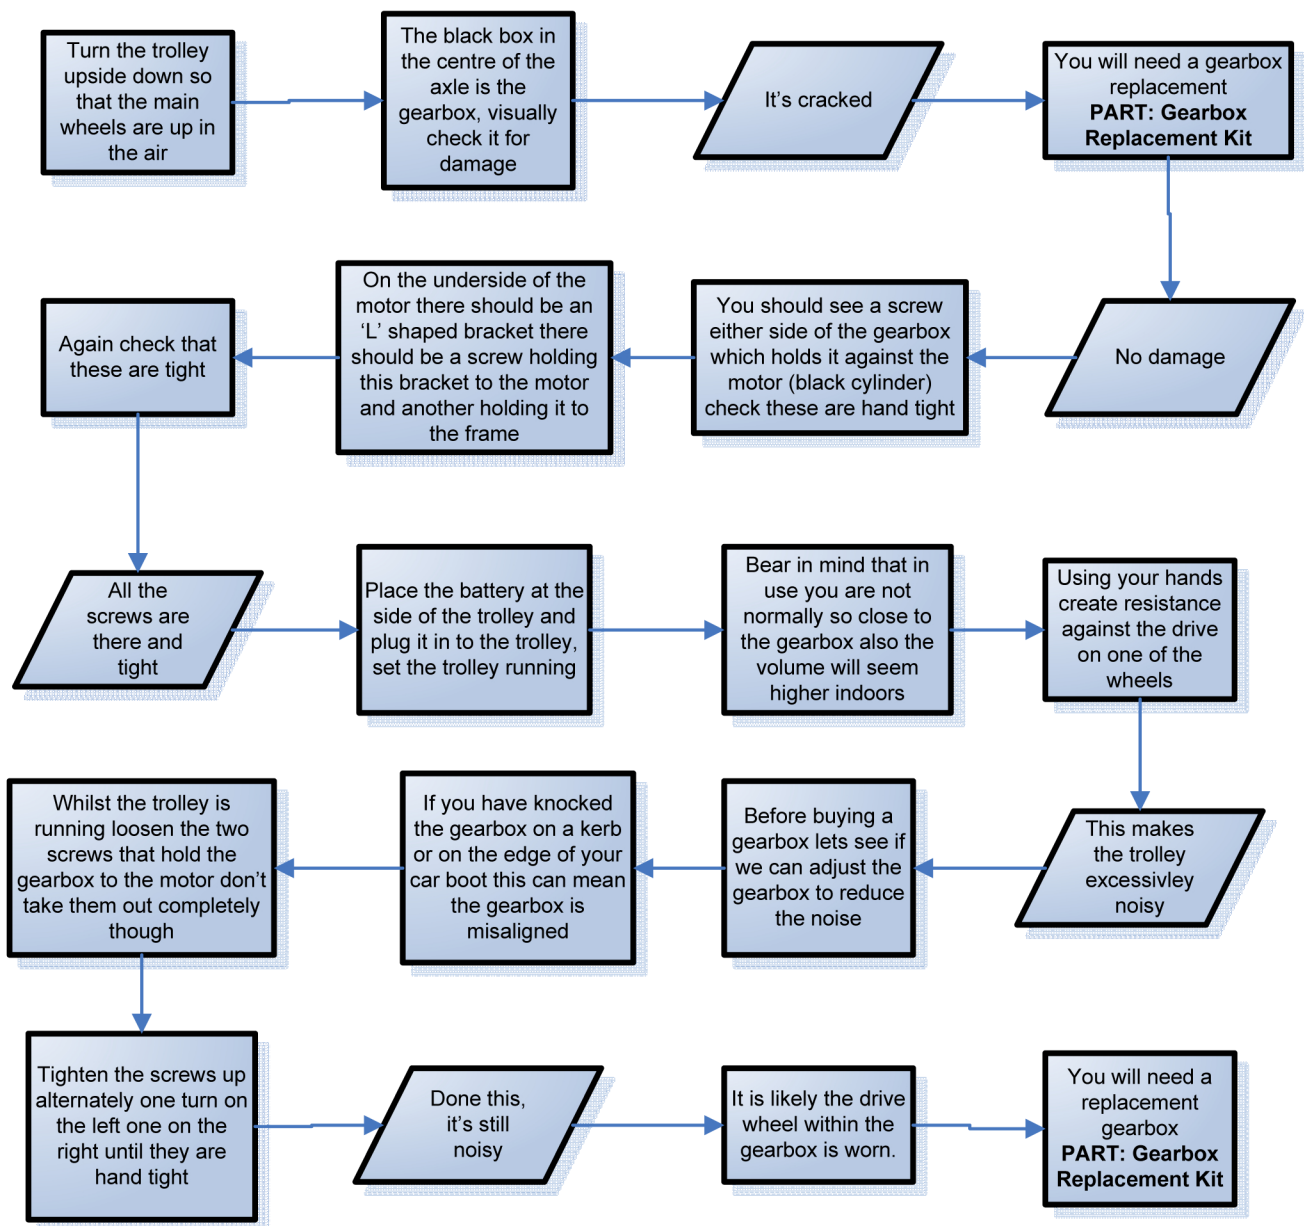 Turn the trolley
upside down so
that the main
wheels are up in
the air
The black box in
the centre of the
axle is the
gearbox, visually
check it for
damage
It's cracked
You will need a gearbox
replacement
PART: Gearbox
Replacement Kit
No damage
You should see a screw
either side of the gearbox
which holds it against the
motor (black cylinder)
check these are hand tight
On the underside of the
motor there should be an
‘L’ shaped bracket there
should be a screw holding
this bracket to the motor
and another holding it to
the frame
Again check that
these are tight
All the
screws are
there and
tight
Place the battery at the
side of the trolley and
plug it in to the trolley,
set the trolley running
Bear in mind that in
use you are not
normally so close to
the gearbox also the
volume will seem
higher indoors
Using your hands
create resistance
against the drive
on one of the
wheels
This makes
the trolley
excessivley
noisy
Before buying a
gearbox lets see if
we can adjust the
gearbox to reduce
the noise
If you have knocked
the gearbox on a kerb
or on the edge of your
car boot this can mean
the gearbox is
misaligned
Whilst the trolley is
running loosen the two
screws that hold the
gearbox to the motor don’t
take them out completely
though
Tighten the screws up
alternately one turn on
the left one on the
right until they are
hand tight
Done this,
it’s still
noisy
It is likely the drive
wheel within the
gearbox is worn.
You will need a
replacement
gearbox
PART: Gearbox
Replacement Kit